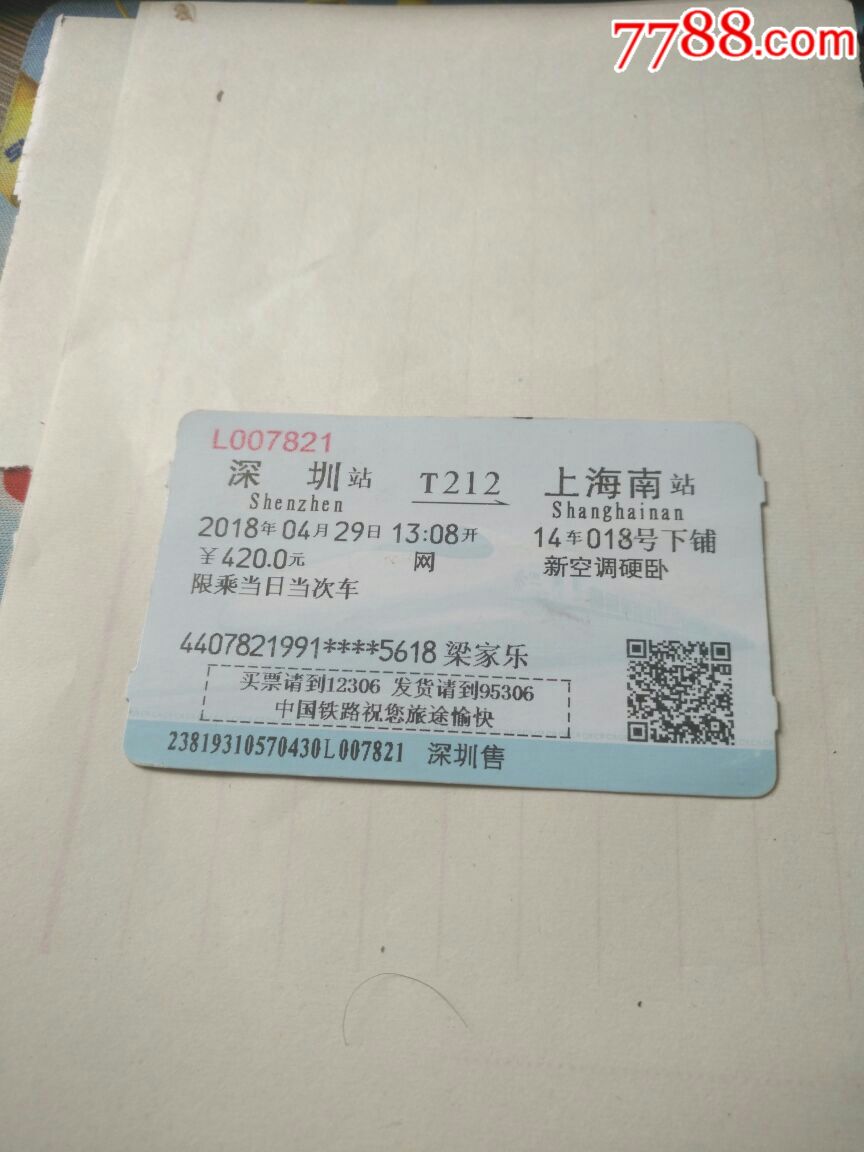 7788.com
L007821
深 圳 站 T212 上海南 站
Shenzhen Shanghainan
2018年04月29日 13:08开 14车018号下铺
￥420.0元 网 新空调硬卧
限乘当日当次车
4407821991****5618 梁家乐
买票请到12306 发货请到95306
中国铁路祝您旅途愉快
23819310570430L007821 深圳售